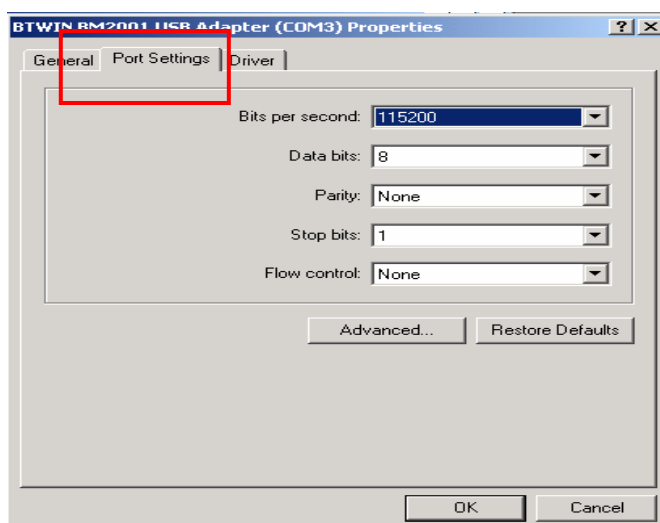 BTWIN BM2001 USB Adapter (COM3) Properties
General Port Settings Driver
Bits per second: 115200
Data bits: 8
Parity: None
Stop bits: 1
Flow control: None
Advanced... Restore Defaults
OK Cancel